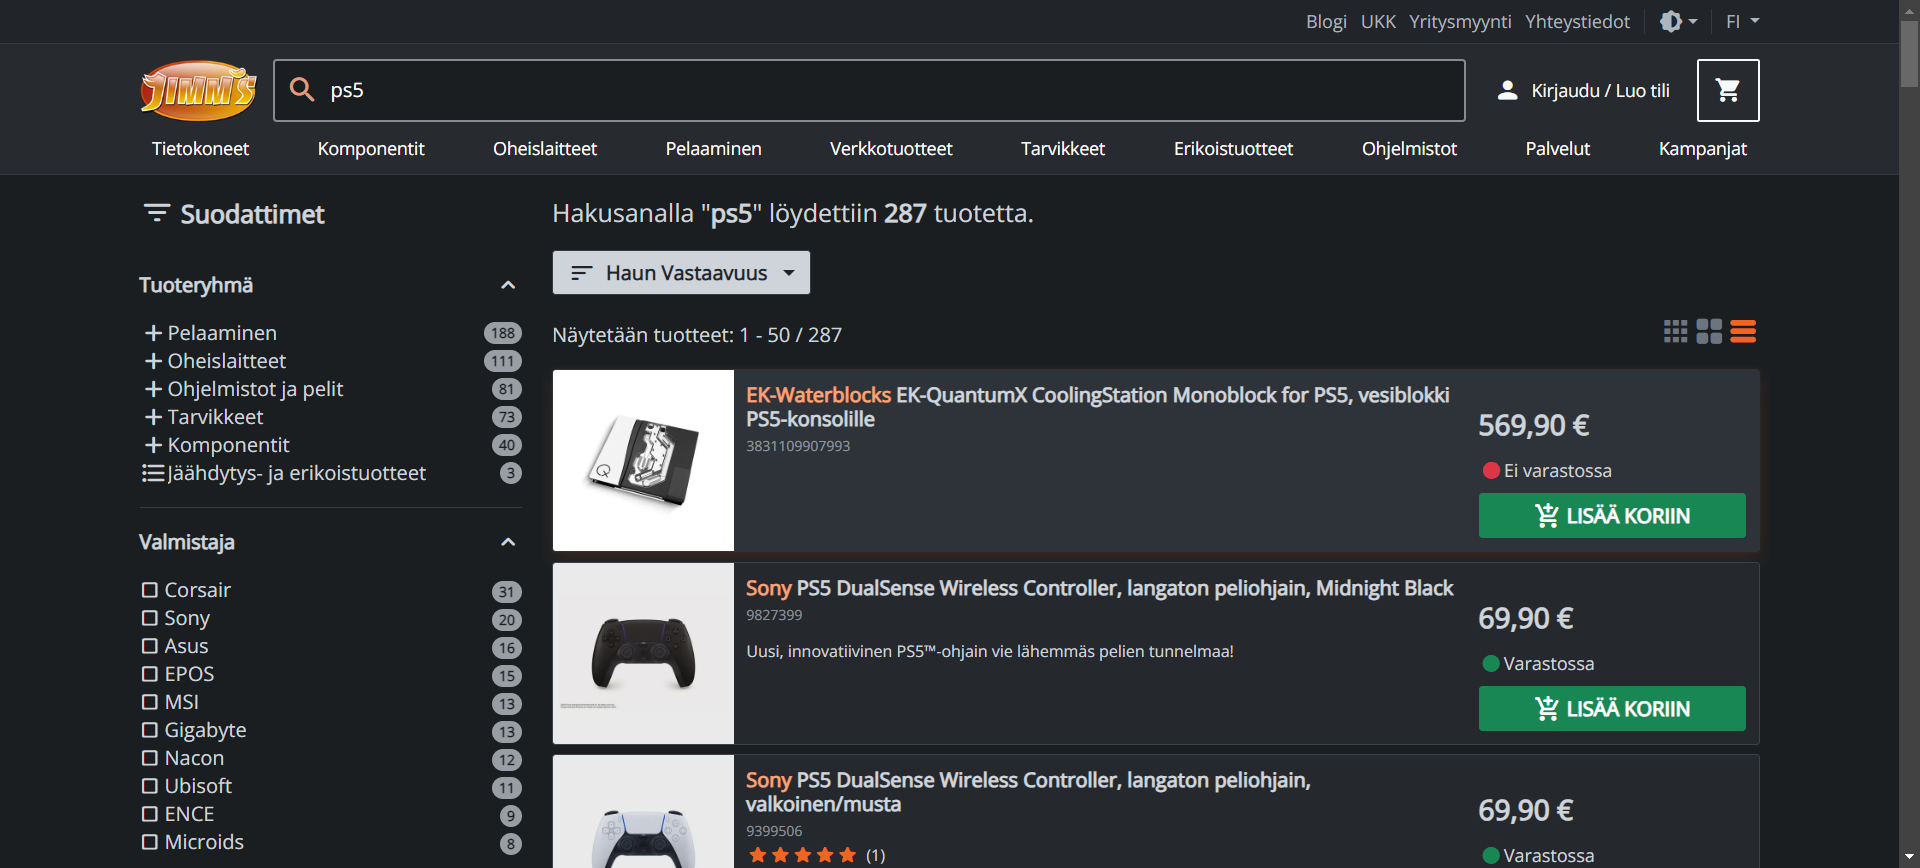 Blogi UKK Yritysmyynti Yhteystiedot FI
JIMM'S
ps5
Kirjaudu / Luo tili
Tietokoneet Komponentit Oheislaitteet Pelaaminen Verkkotuotteet Tarvikkeet Erikoistuotteet Ohjelmistot Palvelut Kampanjat
Suodattimet
Tuoteryhmä
Pelaaminen 188
Oheislaitteet 111
Ohjelmistot ja pelit 81
Tarvikkeet 73
Komponentit 40
Jäähdytys- ja erikoistuotteet 3
Valmistaja
Corsair 31
Sony 20
Asus 16
EPOS 15
MSI 13
Gigabyte 13
Nacon 12
Ubisoft 11
ENCE 9
Microids 8
Hakusanalla "ps5" löydettiin 287 tuotetta.
Haun Vastaavuus
Näytetään tuotteet: 1 - 50 / 287
EK-Waterblocks EK-QuantumX CoolingStation Monoblock for PS5, vesiblokki
PS5-konsolille
3831109907993
569,90 €
Ei varastossa
LISÄÄ KORIIN
Sony PS5 DualSense Wireless Controller, langaton peliohjain, Midnight Black
9827399
Uusi, innovatiivinen PS5™-ohjain vie lähemmäs pelien tunnelmaa!
69,90 €
Varastossa
LISÄÄ KORIIN
Sony PS5 DualSense Wireless Controller, langaton peliohjain,
valkoinen/musta
9399506
(1)
69,90 €
Varastossa